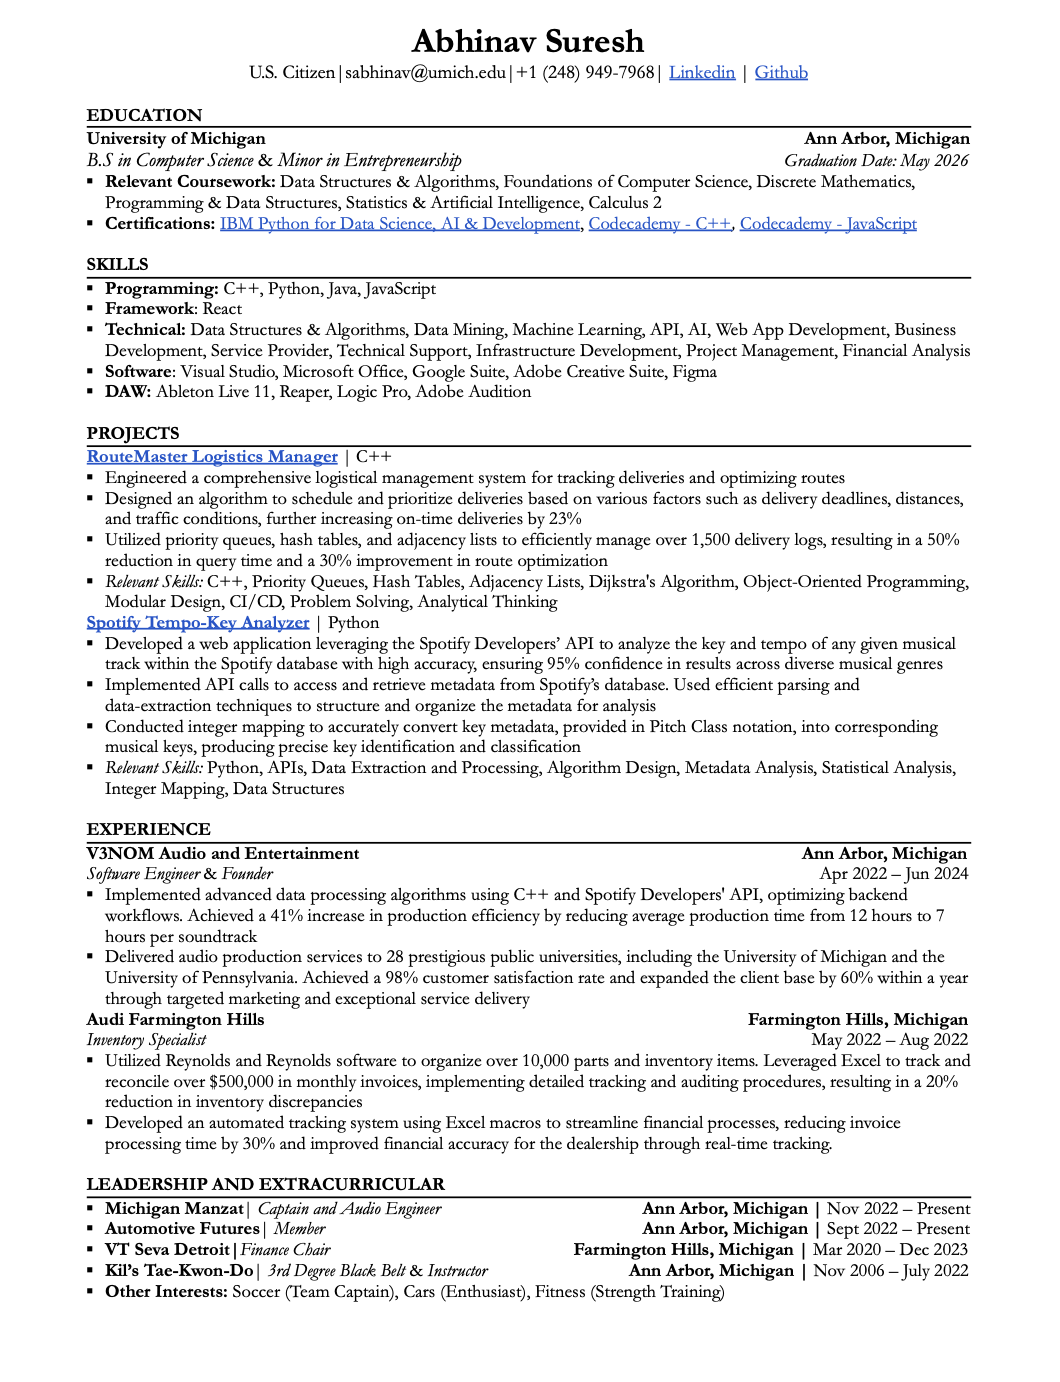 Abhinav Suresh
U.S. Citizen|sabhinav@umich.edu|+1 (248) 949-7968| Linkedin | Github
EDUCATION
University of Michigan Ann Arbor, Michigan
B.S in Computer Science & Minor in Entrepreneurship Graduation Date: May 2026
▪ Relevant Coursework: Data Structures & Algorithms, Foundations of Computer Science, Discrete Mathematics,
Programming & Data Structures, Statistics & Artificial Intelligence, Calculus 2
▪ Certifications: IBM Python for Data Science, AI & Development, Codecademy - C++, Codecademy - JavaScript
SKILLS
▪ Programming: C++, Python, Java, JavaScript
▪ Framework: React
▪ Technical: Data Structures & Algorithms, Data Mining, Machine Learning, API, AI, Web App Development, Business
Development, Service Provider, Technical Support, Infrastructure Development, Project Management, Financial Analysis
▪ Software: Visual Studio, Microsoft Office, Google Suite, Adobe Creative Suite, Figma
▪ DAW: Ableton Live 11, Reaper, Logic Pro, Adobe Audition
PROJECTS
RouteMaster Logistics Manager | C++
▪ Engineered a comprehensive logistical management system for tracking deliveries and optimizing routes
▪ Designed an algorithm to schedule and prioritize deliveries based on various factors such as delivery deadlines, distances,
and traffic conditions, further increasing on-time deliveries by 23%
▪ Utilized priority queues, hash tables, and adjacency lists to efficiently manage over 1,500 delivery logs, resulting in a 50%
reduction in query time and a 30% improvement in route optimization
▪ Relevant Skills: C++, Priority Queues, Hash Tables, Adjacency Lists, Dijkstra's Algorithm, Object-Oriented Programming,
Modular Design, CI/CD, Problem Solving, Analytical Thinking
Spotify Tempo-Key Analyzer | Python
▪ Developed a web application leveraging the Spotify Developers’ API to analyze the key and tempo of any given musical
track within the Spotify database with high accuracy, ensuring 95% confidence in results across diverse musical genres
▪ Implemented API calls to access and retrieve metadata from Spotify’s database. Used efficient parsing and
data-extraction techniques to structure and organize the metadata for analysis
▪ Conducted integer mapping to accurately convert key metadata, provided in Pitch Class notation, into corresponding
musical keys, producing precise key identification and classification
▪ Relevant Skills: Python, APIs, Data Extraction and Processing, Algorithm Design, Metadata Analysis, Statistical Analysis,
Integer Mapping, Data Structures
EXPERIENCE
V3NOM Audio and Entertainment Ann Arbor, Michigan
Software Engineer & Founder Apr 2022 – Jun 2024
▪ Implemented advanced data processing algorithms using C++ and Spotify Developers' API, optimizing backend
workflows. Achieved a 41% increase in production efficiency by reducing average production time from 12 hours to 7
hours per soundtrack
▪ Delivered audio production services to 28 prestigious public universities, including the University of Michigan and the
University of Pennsylvania. Achieved a 98% customer satisfaction rate and expanded the client base by 60% within a year
through targeted marketing and exceptional service delivery
Audi Farmington Hills Farmington Hills, Michigan
Inventory Specialist May 2022 – Aug 2022
▪ Utilized Reynolds and Reynolds software to organize over 10,000 parts and inventory items. Leveraged Excel to track and
reconcile over $500,000 in monthly invoices, implementing detailed tracking and auditing procedures, resulting in a 20%
reduction in inventory discrepancies
▪ Developed an automated tracking system using Excel macros to streamline financial processes, reducing invoice
processing time by 30% and improved financial accuracy for the dealership through real-time tracking.
LEADERSHIP AND EXTRACURRICULAR
▪ Michigan Manzat| Captain and Audio Engineer Ann Arbor, Michigan | Nov 2022 – Present
▪ Automotive Futures| Member Ann Arbor, Michigan | Sept 2022 – Present
▪ VT Seva Detroit|Finance Chair Farmington Hills, Michigan | Mar 2020 – Dec 2023
▪ Kil’s Tae-Kwon-Do| 3rd Degree Black Belt & Instructor Ann Arbor, Michigan | Nov 2006 – July 2022
▪ Other Interests: Soccer (Team Captain), Cars (Enthusiast), Fitness (Strength Training)